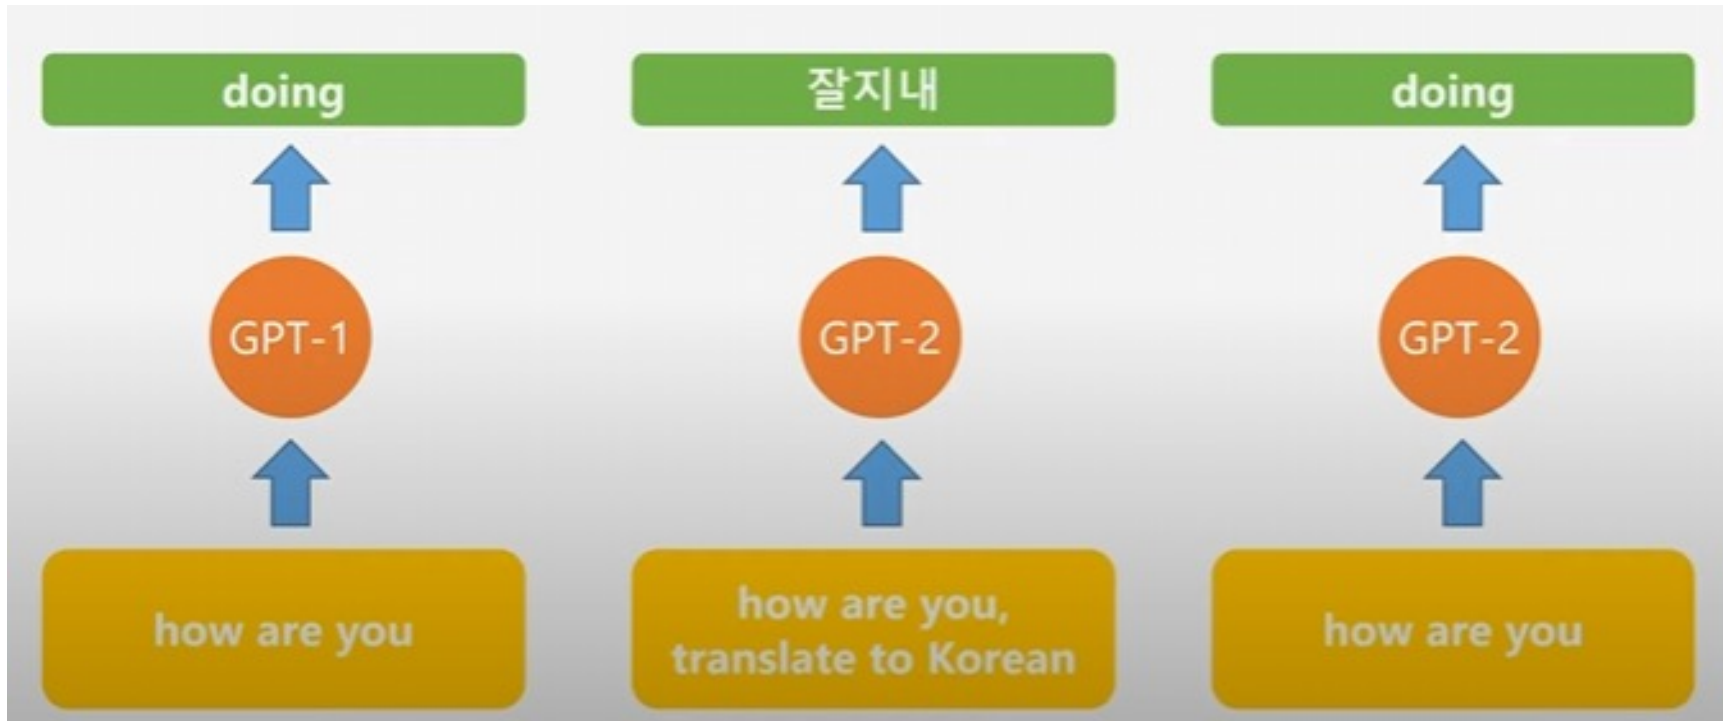 doing
잘지내
doing
GPT-1
GPT-2
GPT-2
how are you
how are you,
translate to Korean
how are you